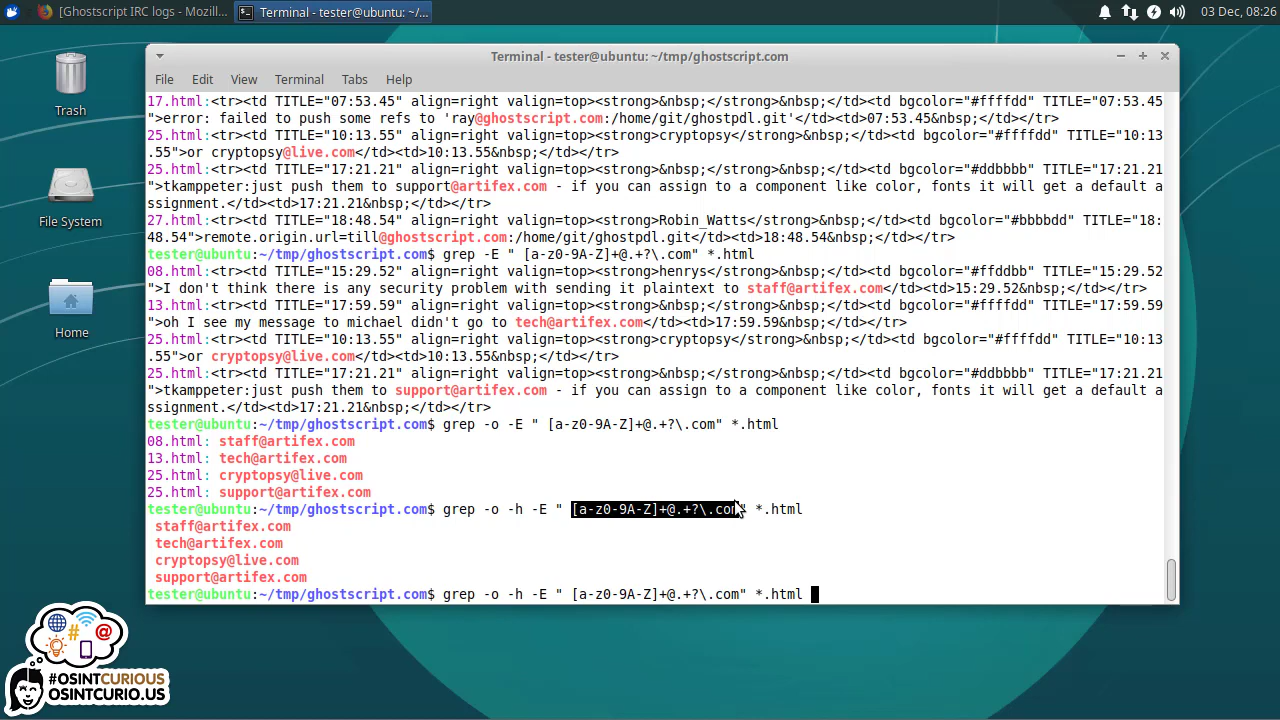 [Ghostscript IRC logs - Mozill...
Terminal - tester@ubuntu: ~/...
03 Dec, 08:26
Trash
File System
Home
Terminal - tester@ubuntu: ~/tmp/ghostscript.com
File Edit View Terminal Tabs Help
17.html:<tr><td TITLE="07:53.45" align=right valign=top><strong>&nbsp;</strong>&nbsp;</td><td bgcolor="#ffffdd" TITLE="07:53.45
">error: failed to push some refs to 'ray@ghostscript.com:/home/git/ghostpdl.git'</td><td>07:53.45&nbsp;</td></tr>
25.html:<tr><td TITLE="10:13.55" align=right valign=top><strong>cryptopsy</strong>&nbsp;</td><td bgcolor="#ffffdd" TITLE="10:13
.55">or cryptopsy@live.com</td><td>10:13.55&nbsp;</td></tr>
25.html:<tr><td TITLE="17:21.21" align=right valign=top><strong>&nbsp;</strong>&nbsp;</td><td bgcolor="#ddbbbb" TITLE="17:21.21
">tkamppeter:just push them to support@artifex.com - if you can assign to a component like color, fonts it will get a default a
ssignment.</td><td>17:21.21&nbsp;</td></tr>
27.html:<tr><td TITLE="18:48.54" align=right valign=top><strong>Robin_Watts</strong>&nbsp;</td><td bgcolor="#bbbbdd" TITLE="18:
48.54">remote.origin.url=till@ghostscript.com:/home/git/ghostpdl.git</td><td>18:48.54&nbsp;</td></tr>
tester@ubuntu:~/tmp/ghostscript.com$ grep -E " [a-z0-9A-Z]+@.+?\.com" *.html
08.html:<tr><td TITLE="15:29.52" align=right valign=top><strong>henrys</strong>&nbsp;</td><td bgcolor="#ffddbb" TITLE="15:29.52
">I don't think there is any security problem with sending it plaintext to staff@artifex.com</td><td>15:29.52&nbsp;</td></tr>
13.html:<tr><td TITLE="17:59.59" align=right valign=top><strong>&nbsp;</strong>&nbsp;</td><td bgcolor="#ffddbb" TITLE="17:59.59
">oh I see my message to michael didn't go to tech@artifex.com</td><td>17:59.59&nbsp;</td></tr>
25.html:<tr><td TITLE="10:13.55" align=right valign=top><strong>cryptopsy</strong>&nbsp;</td><td bgcolor="#ffffdd" TITLE="10:13
.55">or cryptopsy@live.com</td><td>10:13.55&nbsp;</td></tr>
25.html:<tr><td TITLE="17:21.21" align=right valign=top><strong>&nbsp;</strong>&nbsp;</td><td bgcolor="#ddbbbb" TITLE="17:21.21
">tkamppeter:just push them to support@artifex.com - if you can assign to a component like color, fonts it will get a default a
ssignment.</td><td>17:21.21&nbsp;</td></tr>
tester@ubuntu:~/tmp/ghostscript.com$ grep -o -E " [a-z0-9A-Z]+@.+?\.com" *.html
08.html: staff@artifex.com
13.html: tech@artifex.com
25.html: cryptopsy@live.com
25.html: support@artifex.com
tester@ubuntu:~/tmp/ghostscript.com$ grep -o -h -E " [a-z0-9A-Z]+@.+?\.com" *.html
staff@artifex.com
tech@artifex.com
cryptopsy@live.com
support@artifex.com
tester@ubuntu:~/tmp/ghostscript.com$ grep -o -h -E " [a-z0-9A-Z]+@.+?\.com" *.html
#OSINTCURIOUS
OSINTCURIO.US